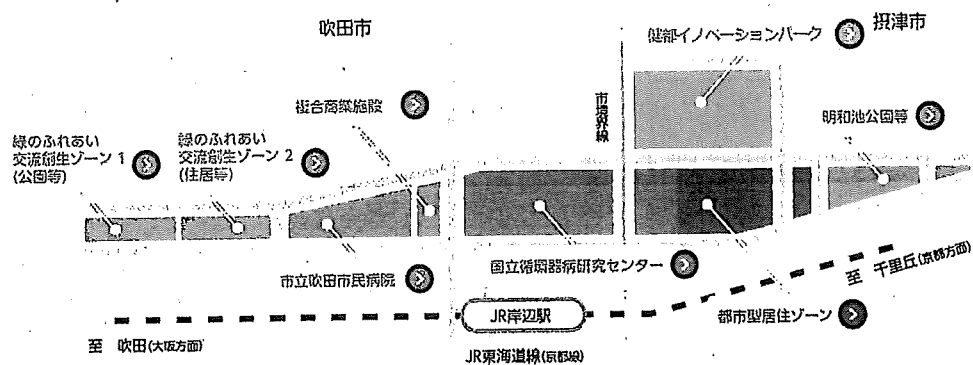 吹田市
摂津市
健都イノベーションパーク
複合商業施設
市境界線
明和池公園等
緑のふれあい
交流創生ゾーン 1
(公園等)
緑のふれあい
交流創生ゾーン 2
(住居等)
市立吹田市民病院
国立循環器病研究センター
至 千里丘(京都方面)
都市型居住ゾーン
JR岸辺駅
至 吹田(大阪方面)
JR東海道線(京都線)